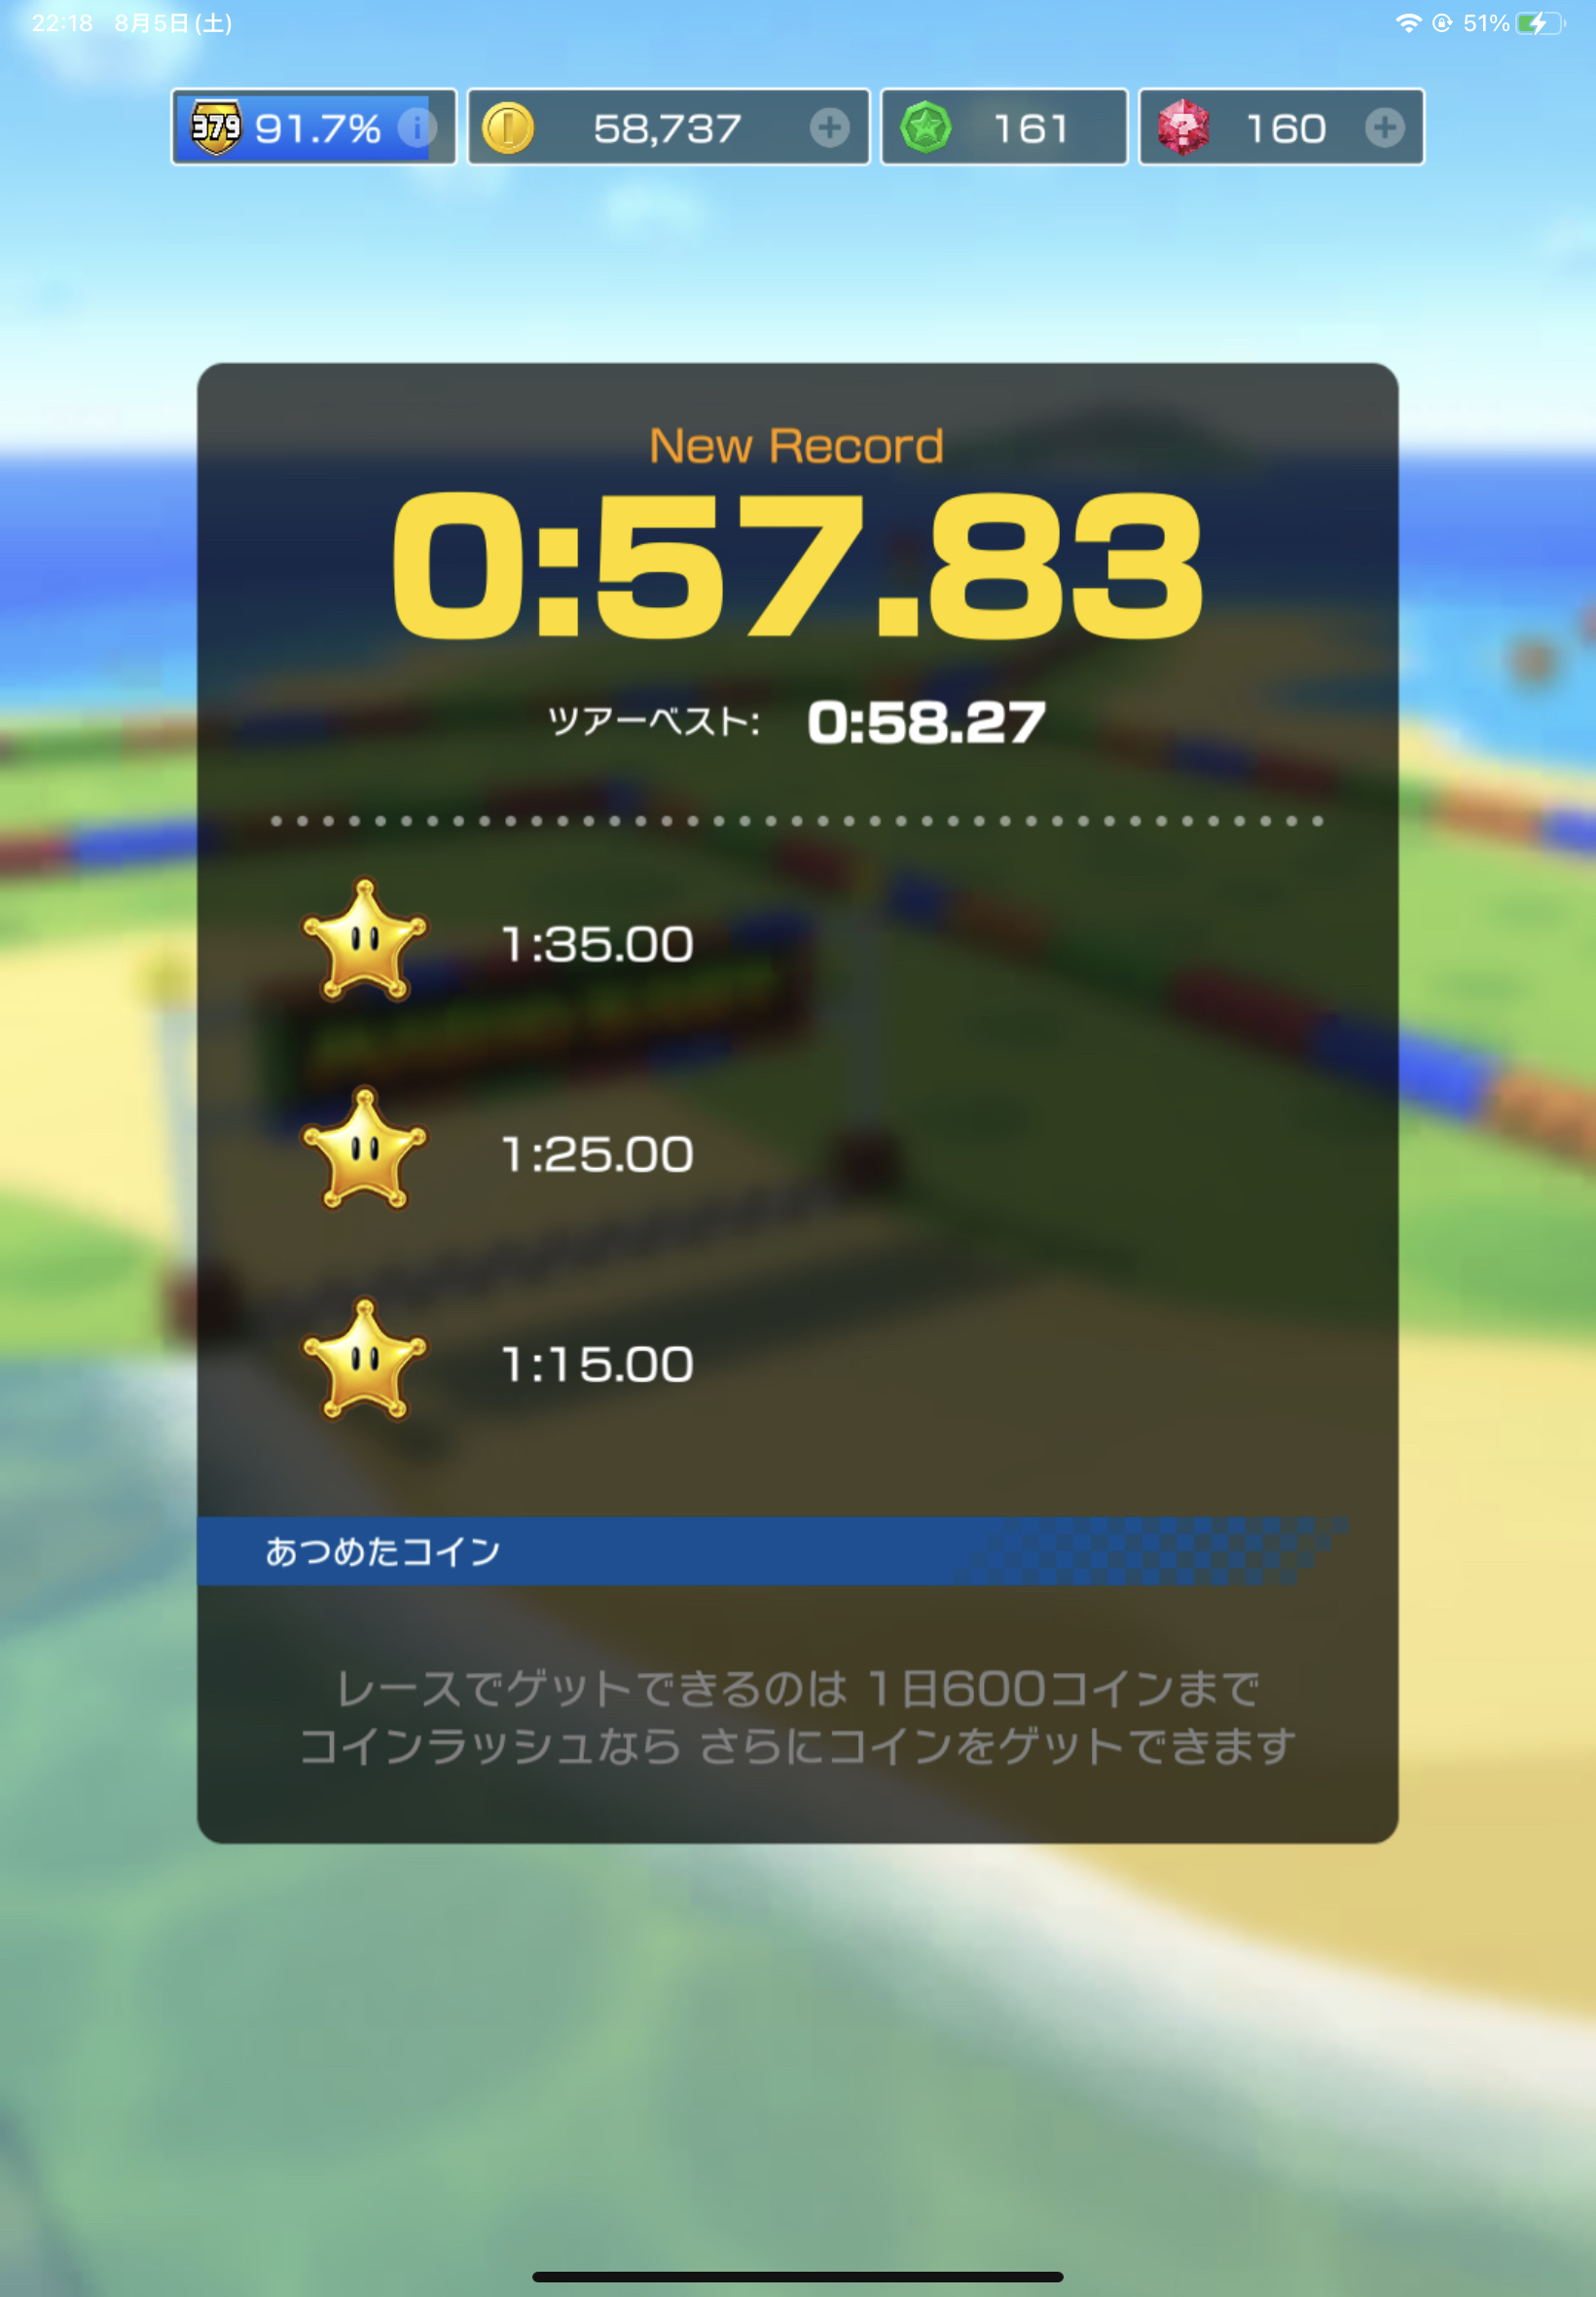 22:18 8月5日(土)
51%
379 91.7% i 58,737 + 161 ? 160 +
New Record
0:57.83
ツアーベスト: 0:58.27
1:35.00
1:25.00
1:15.00
あつめたコイン
レースでゲットできるのは 1日600コインまで
コインラッシュなら さらにコインをゲットできます